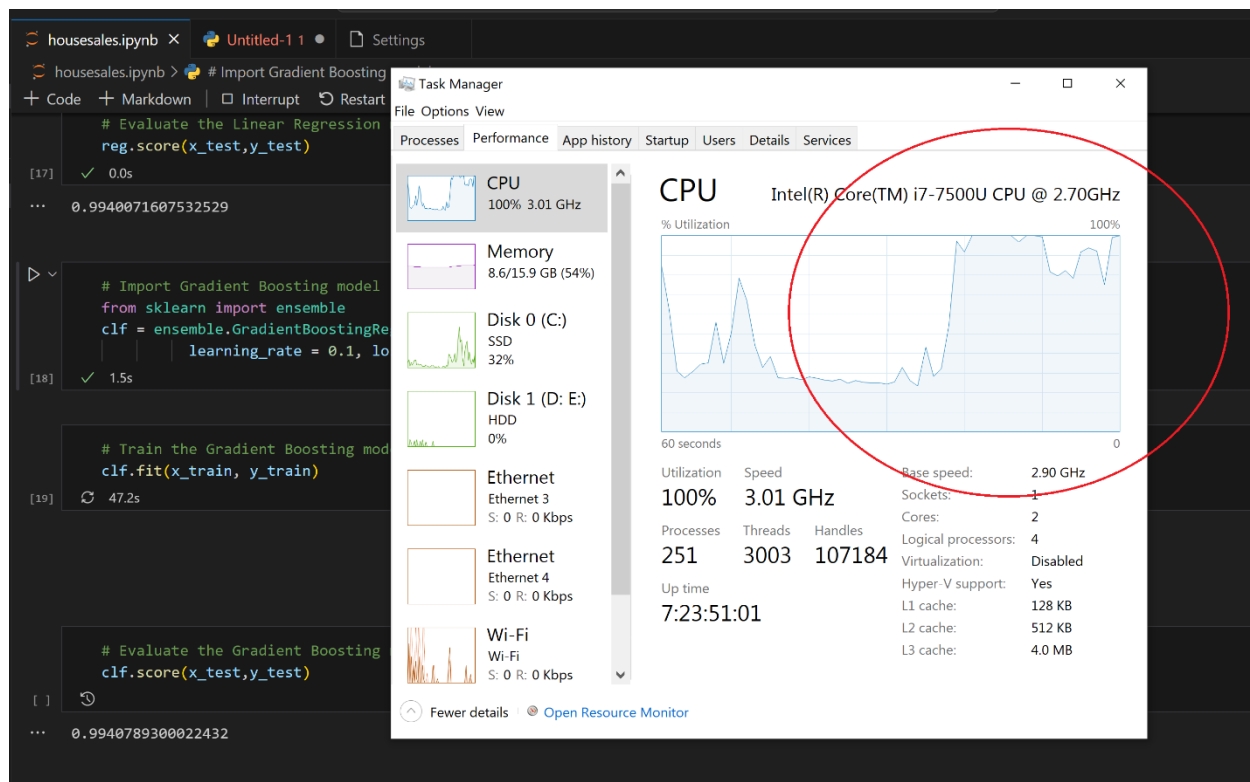 housesales.ipynb
Untitled-1 1
Settings
housesales.ipynb > # Import Gradient Boosting
+ Code + Markdown Interrupt Restart
# Evaluate the Linear Regression
reg.score(x_test,y_test)
[17] 0.0s
0.9940071607532529
# Import Gradient Boosting model
from sklearn import ensemble
clf = ensemble.GradientBoostingRe
learning_rate = 0.1, lo
[18] 1.5s
# Train the Gradient Boosting mod
clf.fit(x_train, y_train)
[19] 47.2s
# Evaluate the Gradient Boosting
clf.score(x_test,y_test)
[ ]
0.9940789300022432
Task Manager
File Options View
Processes Performance App history Startup Users Details Services
CPU
100% 3.01 GHz
Memory
8.6/15.9 GB (54%)
Disk 0 (C:)
SSD
32%
Disk 1 (D: E:)
HDD
0%
Ethernet
Ethernet 3
S: 0 R: 0 Kbps
Ethernet
Ethernet 4
S: 0 R: 0 Kbps
Wi-Fi
Wi-Fi
S: 0 R: 0 Kbps
CPU Intel(R) Core(TM) i7-7500U CPU @ 2.70GHz
% Utilization 100%
60 seconds 0
Utilization Speed
100% 3.01 GHz
Processes Threads Handles
251 3003 107184
Up time
7:23:51:01
Base speed: 2.90 GHz
Sockets: 1
Cores: 2
Logical processors: 4
Virtualization: Disabled
Hyper-V support: Yes
L1 cache: 128 KB
L2 cache: 512 KB
L3 cache: 4.0 MB
Fewer details Open Resource Monitor